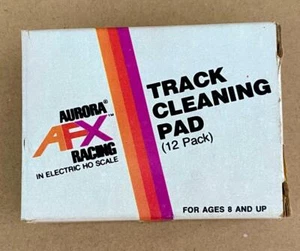 AURORA®
AFX™
RACING
IN ELECTRIC HO SCALE
TRACK
CLEANING
PAD
(12 Pack)
FOR AGES 8 AND UP